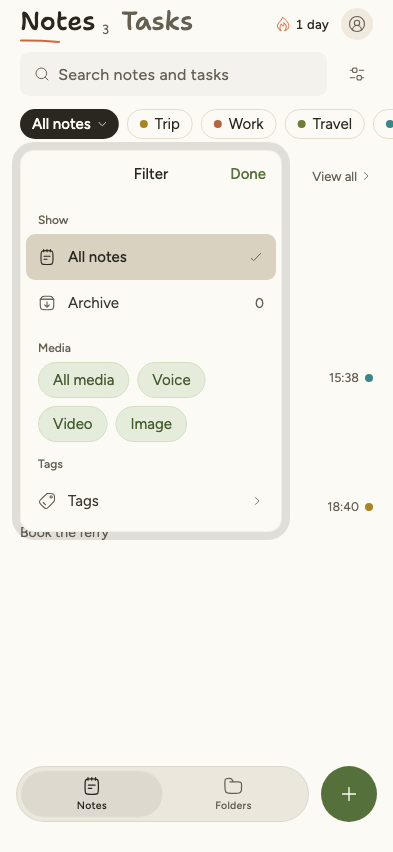 Notes 3 Tasks 1 day
Search notes and tasks
All notes Trip Work Travel
Filter Done
View all
Show
All notes
Archive 0
Media
All media Voice
15:38
Video Image
Tags
Tags
18:40
Book the ferry
Notes Folders